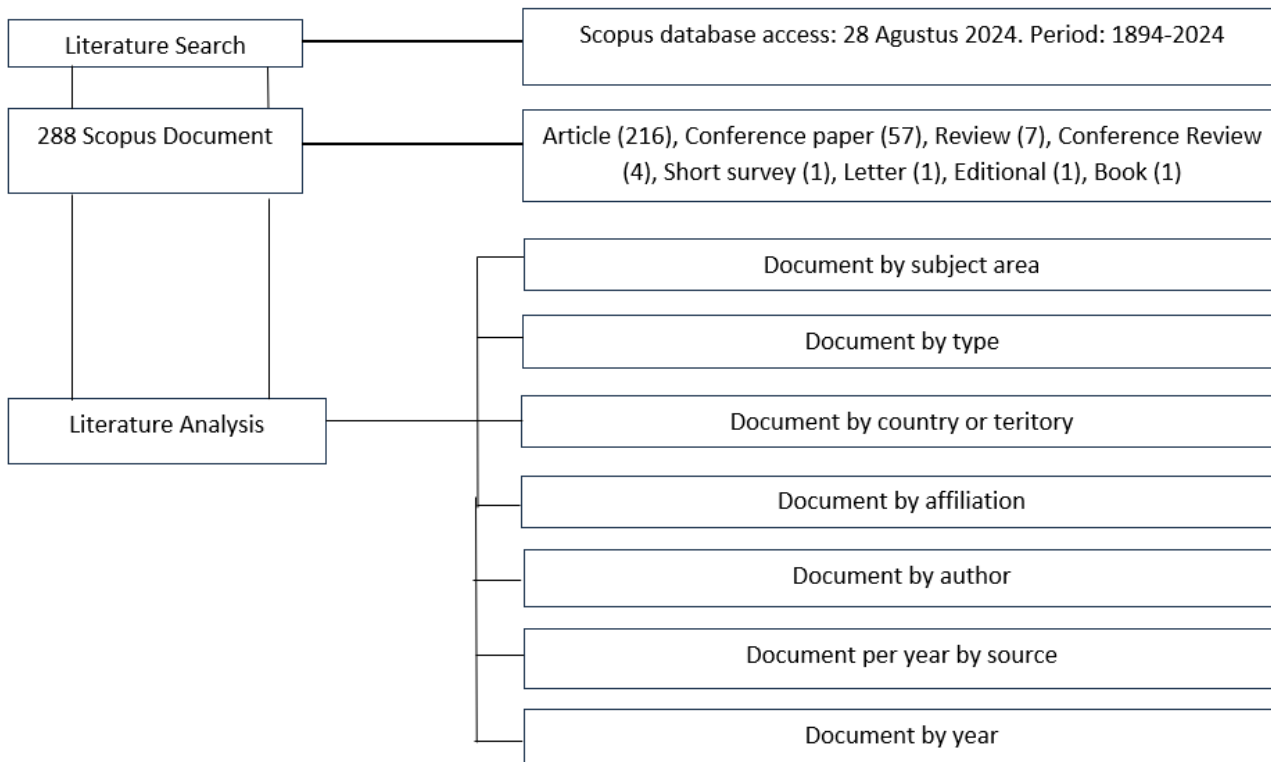 Literature Search
Scopus database access: 28 Agustus 2024. Period: 1894-2024
288 Scopus Document
Article (216), Conference paper (57), Review (7), Conference Review
(4), Short survey (1), Letter (1), Editional (1), Book (1)
Document by subject area
Document by type
Literature Analysis
Document by country or teritory
Document by affiliation
Document by author
Document per year by source
Document by year